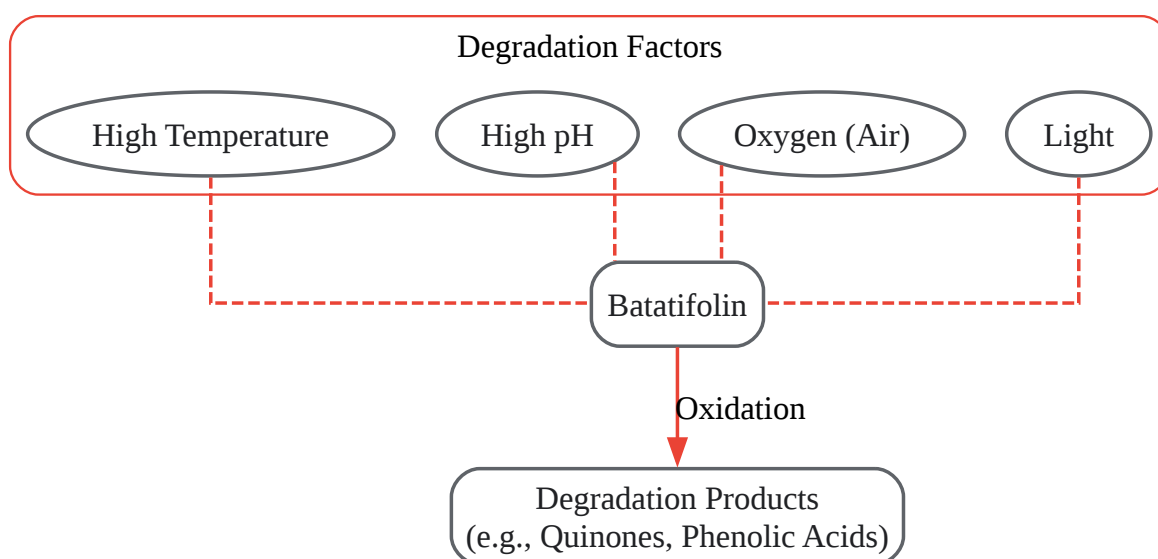 Degradation Factors
High Temperature
High pH
Oxygen (Air)
Light
Batatifolin
Oxidation
Degradation Products
(e.g., Quinones, Phenolic Acids)